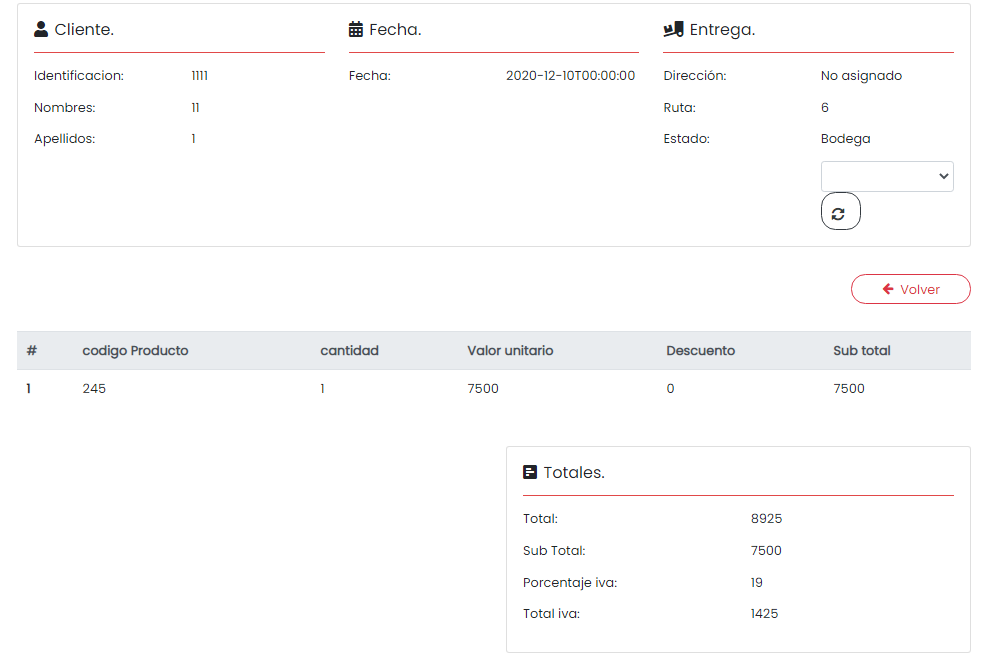 Cliente.
Identificacion: 1111
Nombres: 11
Apellidos: 1
Fecha.
Fecha: 2020-12-10T00:00:00
Entrega.
Dirección: No asignado
Ruta: 6
Estado: Bodega
Volver
# codigo Producto cantidad Valor unitario Descuento Sub total
1 245 1 7500 0 7500
Totales.
Total: 8925
Sub Total: 7500
Porcentaje iva: 19
Total iva: 1425